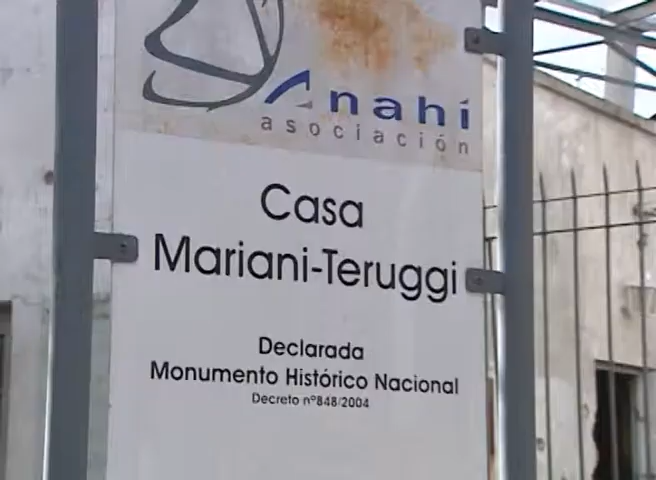 Anahí
asociación
Casa
Mariani-Teruggi
Declarada
Monumento Histórico Nacional
Decreto nº848/2004